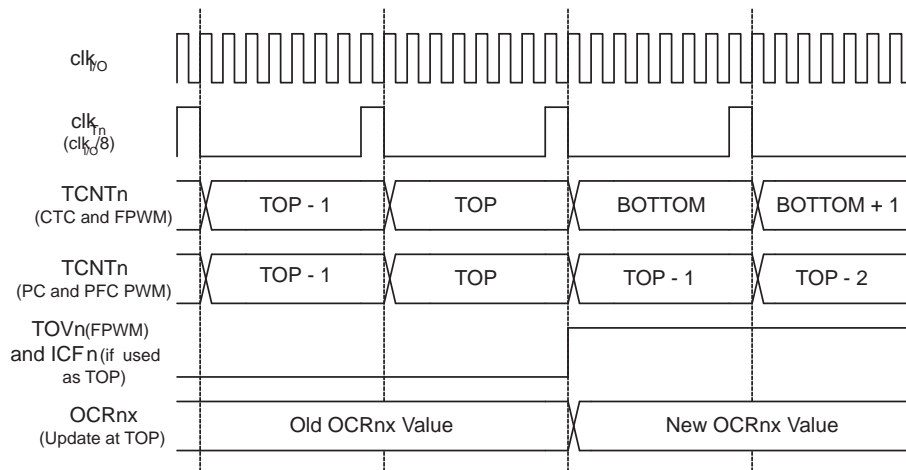 clkI/O
clkTn
(clkI/O/8)
TCNTn
(CTC and FPWM)
TOP - 1
TOP
BOTTOM
BOTTOM + 1
TCNTn
(PC and PFC PWM)
TOP - 1
TOP
TOP - 1
TOP - 2
TOVn(FPWM)
and ICFn(if used
as TOP)
OCRnx
(Update at TOP)
Old OCRnx Value
New OCRnx Value